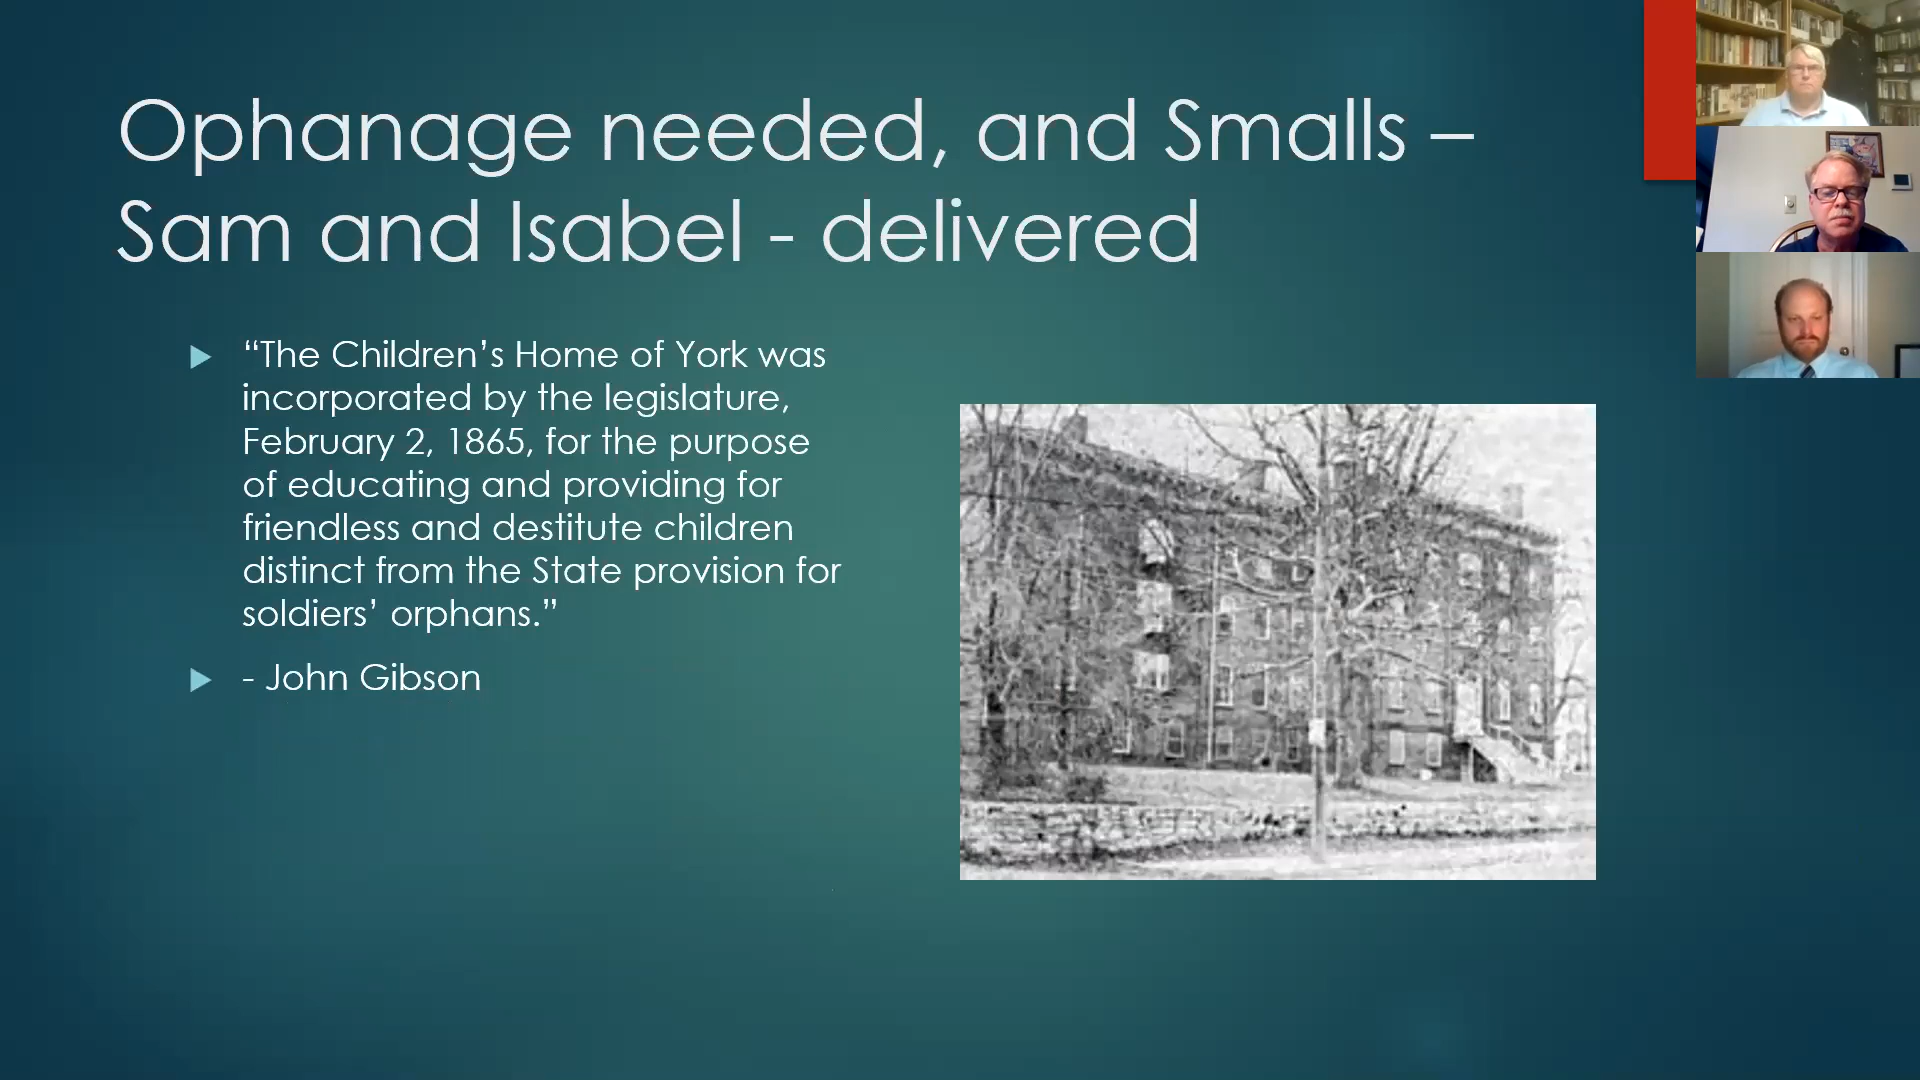 Ophanage needed, and Smalls –
Sam and Isabel - delivered
“The Children’s Home of York was
incorporated by the legislature,
February 2, 1865, for the purpose
of educating and providing for
friendless and destitute children
distinct from the State provision for
soldiers’ orphans.”
- John Gibson